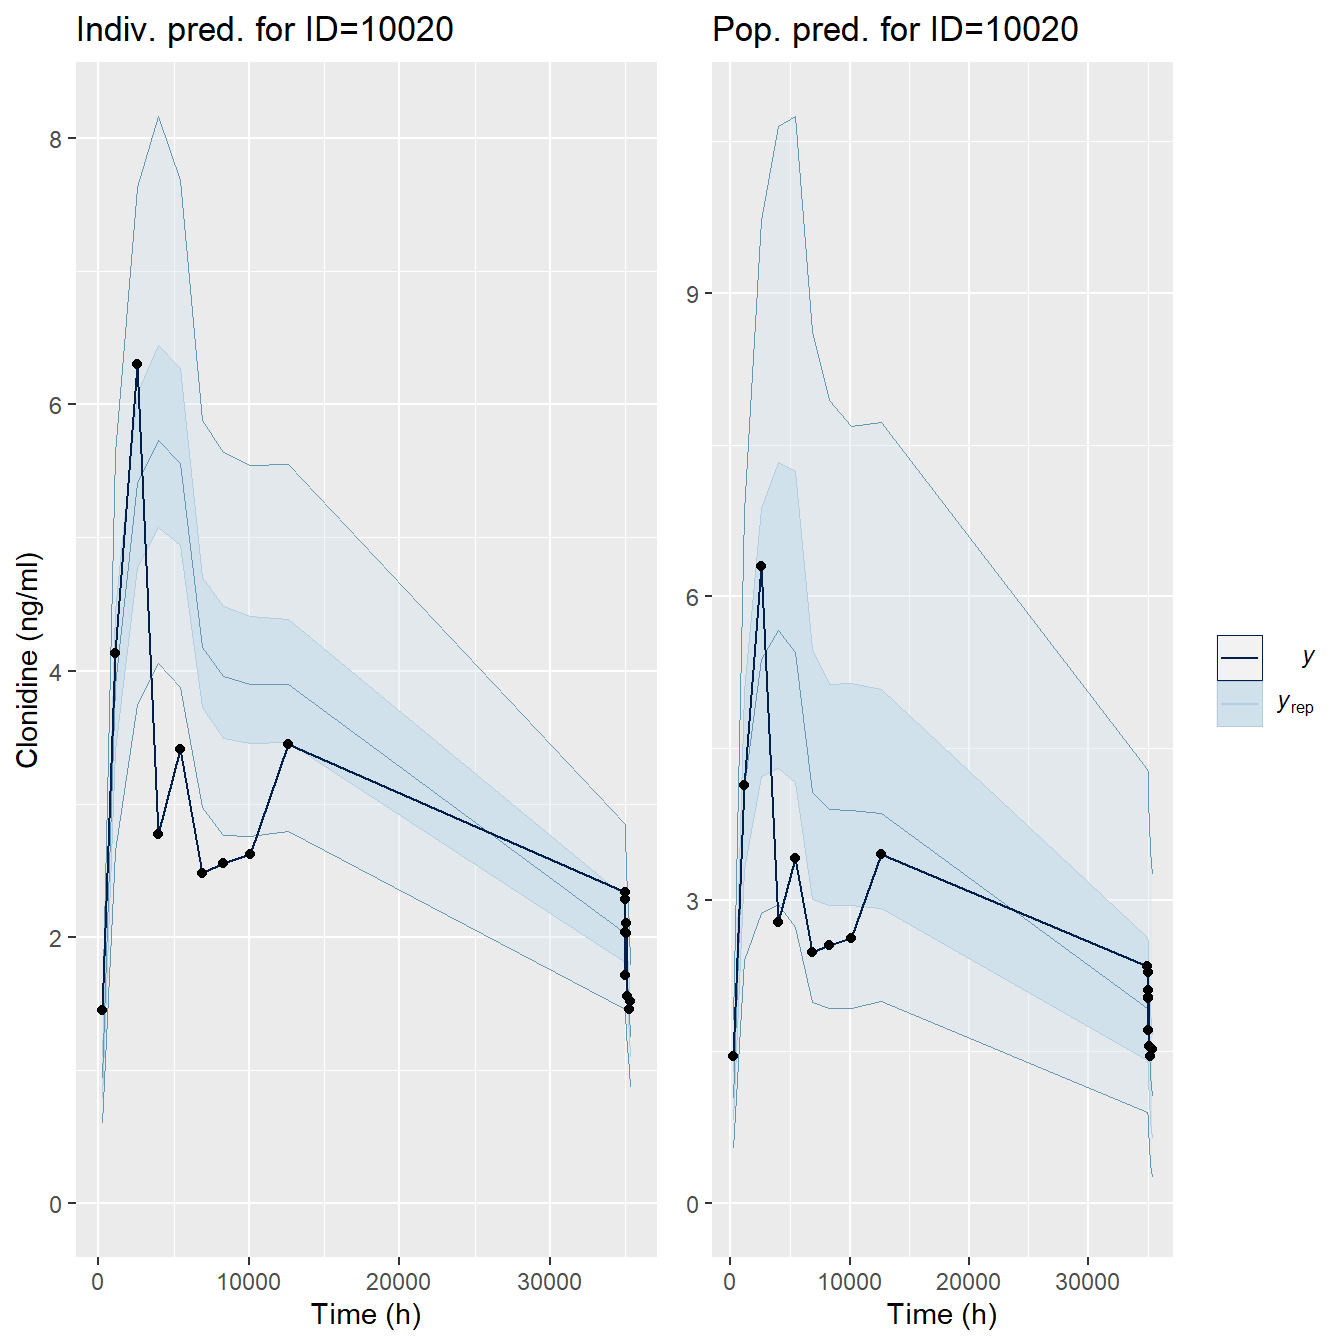 Indiv. pred. for ID=10020
Clonidine (ng/ml)
8
6
4
2
0
0 10000 20000 30000
Time (h)
Pop. pred. for ID=10020
9
6
3
0
0 10000 20000 30000
Time (h)
y
yrep